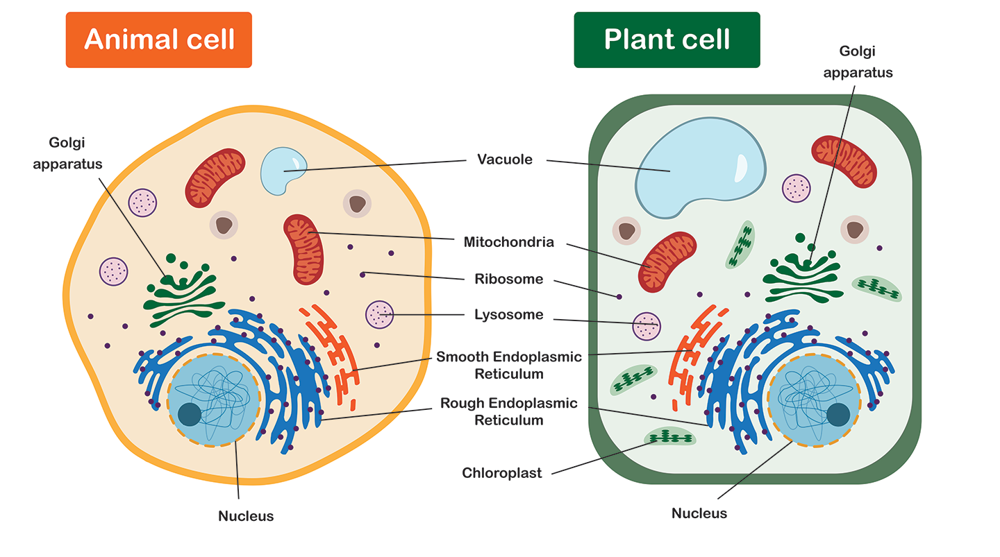 Animal cell
Plant cell
Golgi
apparatus
Golgi
apparatus
Vacuole
Mitochondria
Ribosome
Lysosome
Smooth Endoplasmic
Reticulum
Rough Endoplasmic
Reticulum
Chloroplast
Nucleus
Nucleus